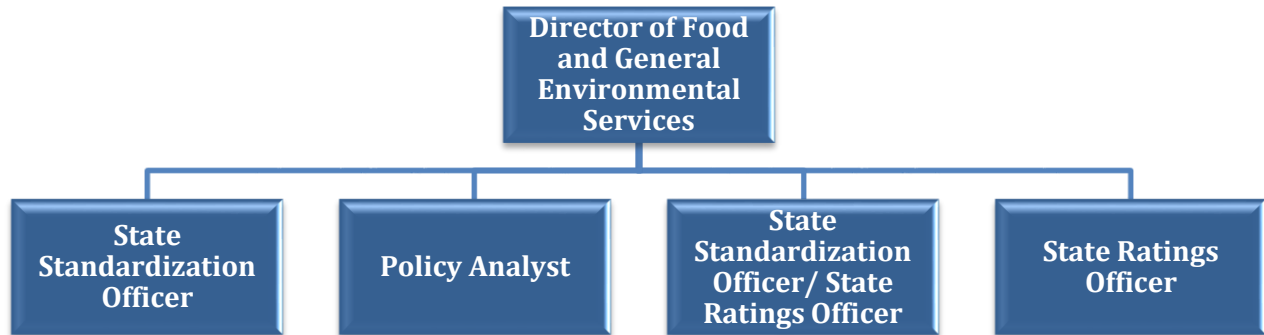 Director of Food
and General
Environmental
Services
State
Standardization
Officer
Policy Analyst
State
Standardization
Officer/ State
Ratings Officer
State Ratings
Officer